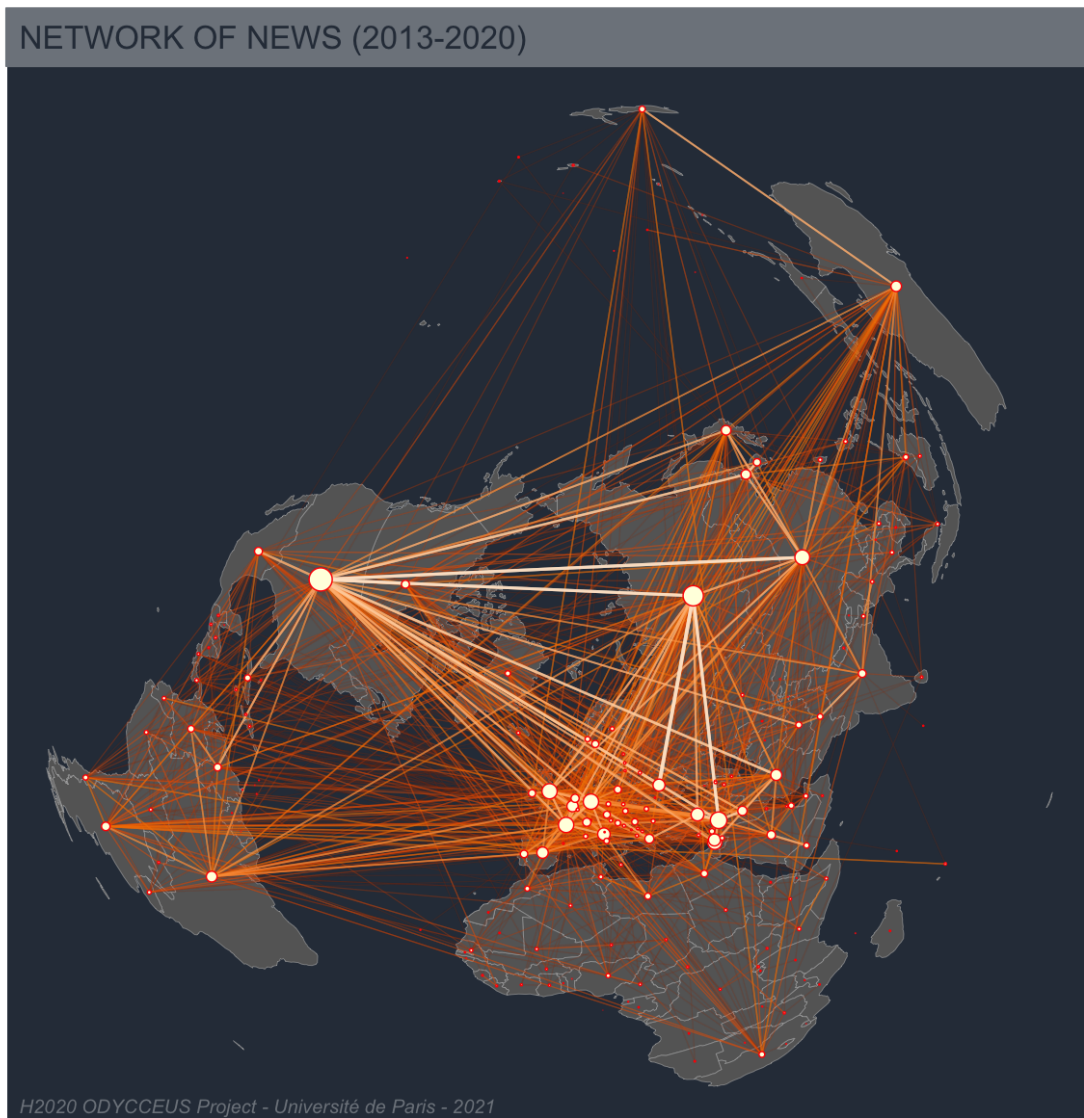 NETWORK OF NEWS (2013-2020)
H2020 ODYCCEUS Project - Université de Paris - 2021